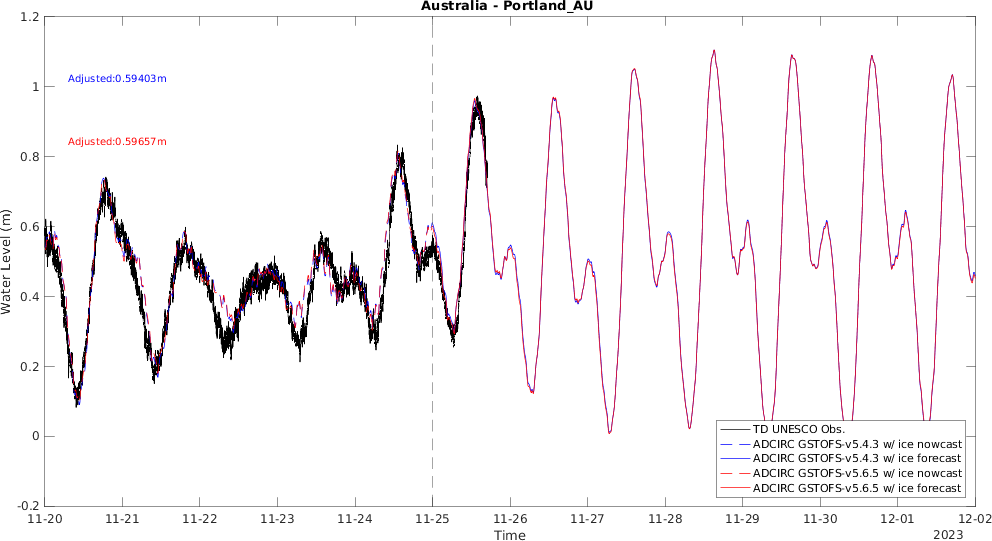 Australia - Portland_AU
1.2
1
0.8
0.6
0.4
0.2
0
-0.2
Water Level (m)
Adjusted:0.59403m
Adjusted:0.59657m
TD UNESCO Obs.
ADCIRC GSTOFS-v5.4.3 w/ ice nowcast
ADCIRC GSTOFS-v5.4.3 w/ ice forecast
ADCIRC GSTOFS-v5.6.5 w/ ice nowcast
ADCIRC GSTOFS-v5.6.5 w/ ice forecast
11-20 11-21 11-22 11-23 11-24 11-25 11-26 11-27 11-28 11-29 11-30 12-01 12-02
Time
2023